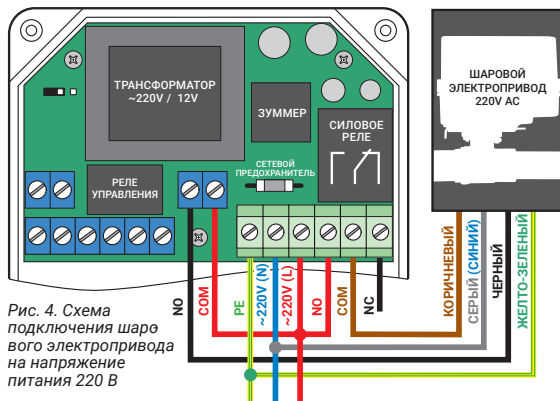 ТРАНСФОРМАТОР
~220V / 12V
ЗУММЕР
СИЛОВОЕ
РЕЛЕ
СЕТЕВОЙ
ПРЕДОХРАНИТЕЛЬ
РЕЛЕ
УПРАВЛЕНИЯ
ШАРОВОЙ
ЭЛЕКТРОПРИВОД
220V AC
NO
COM
PE
~220V (N)
~220V (L)
NO
COM
NC
КОРИЧНЕВЫЙ
СЕРЫЙ (СИНИЙ)
ЧЕРНЫЙ
ЖЕЛТО-ЗЕЛЕНЫЙ
Рис. 4. Схема
подключения шаро
вого электропривода
на напряжение
питания 220 В